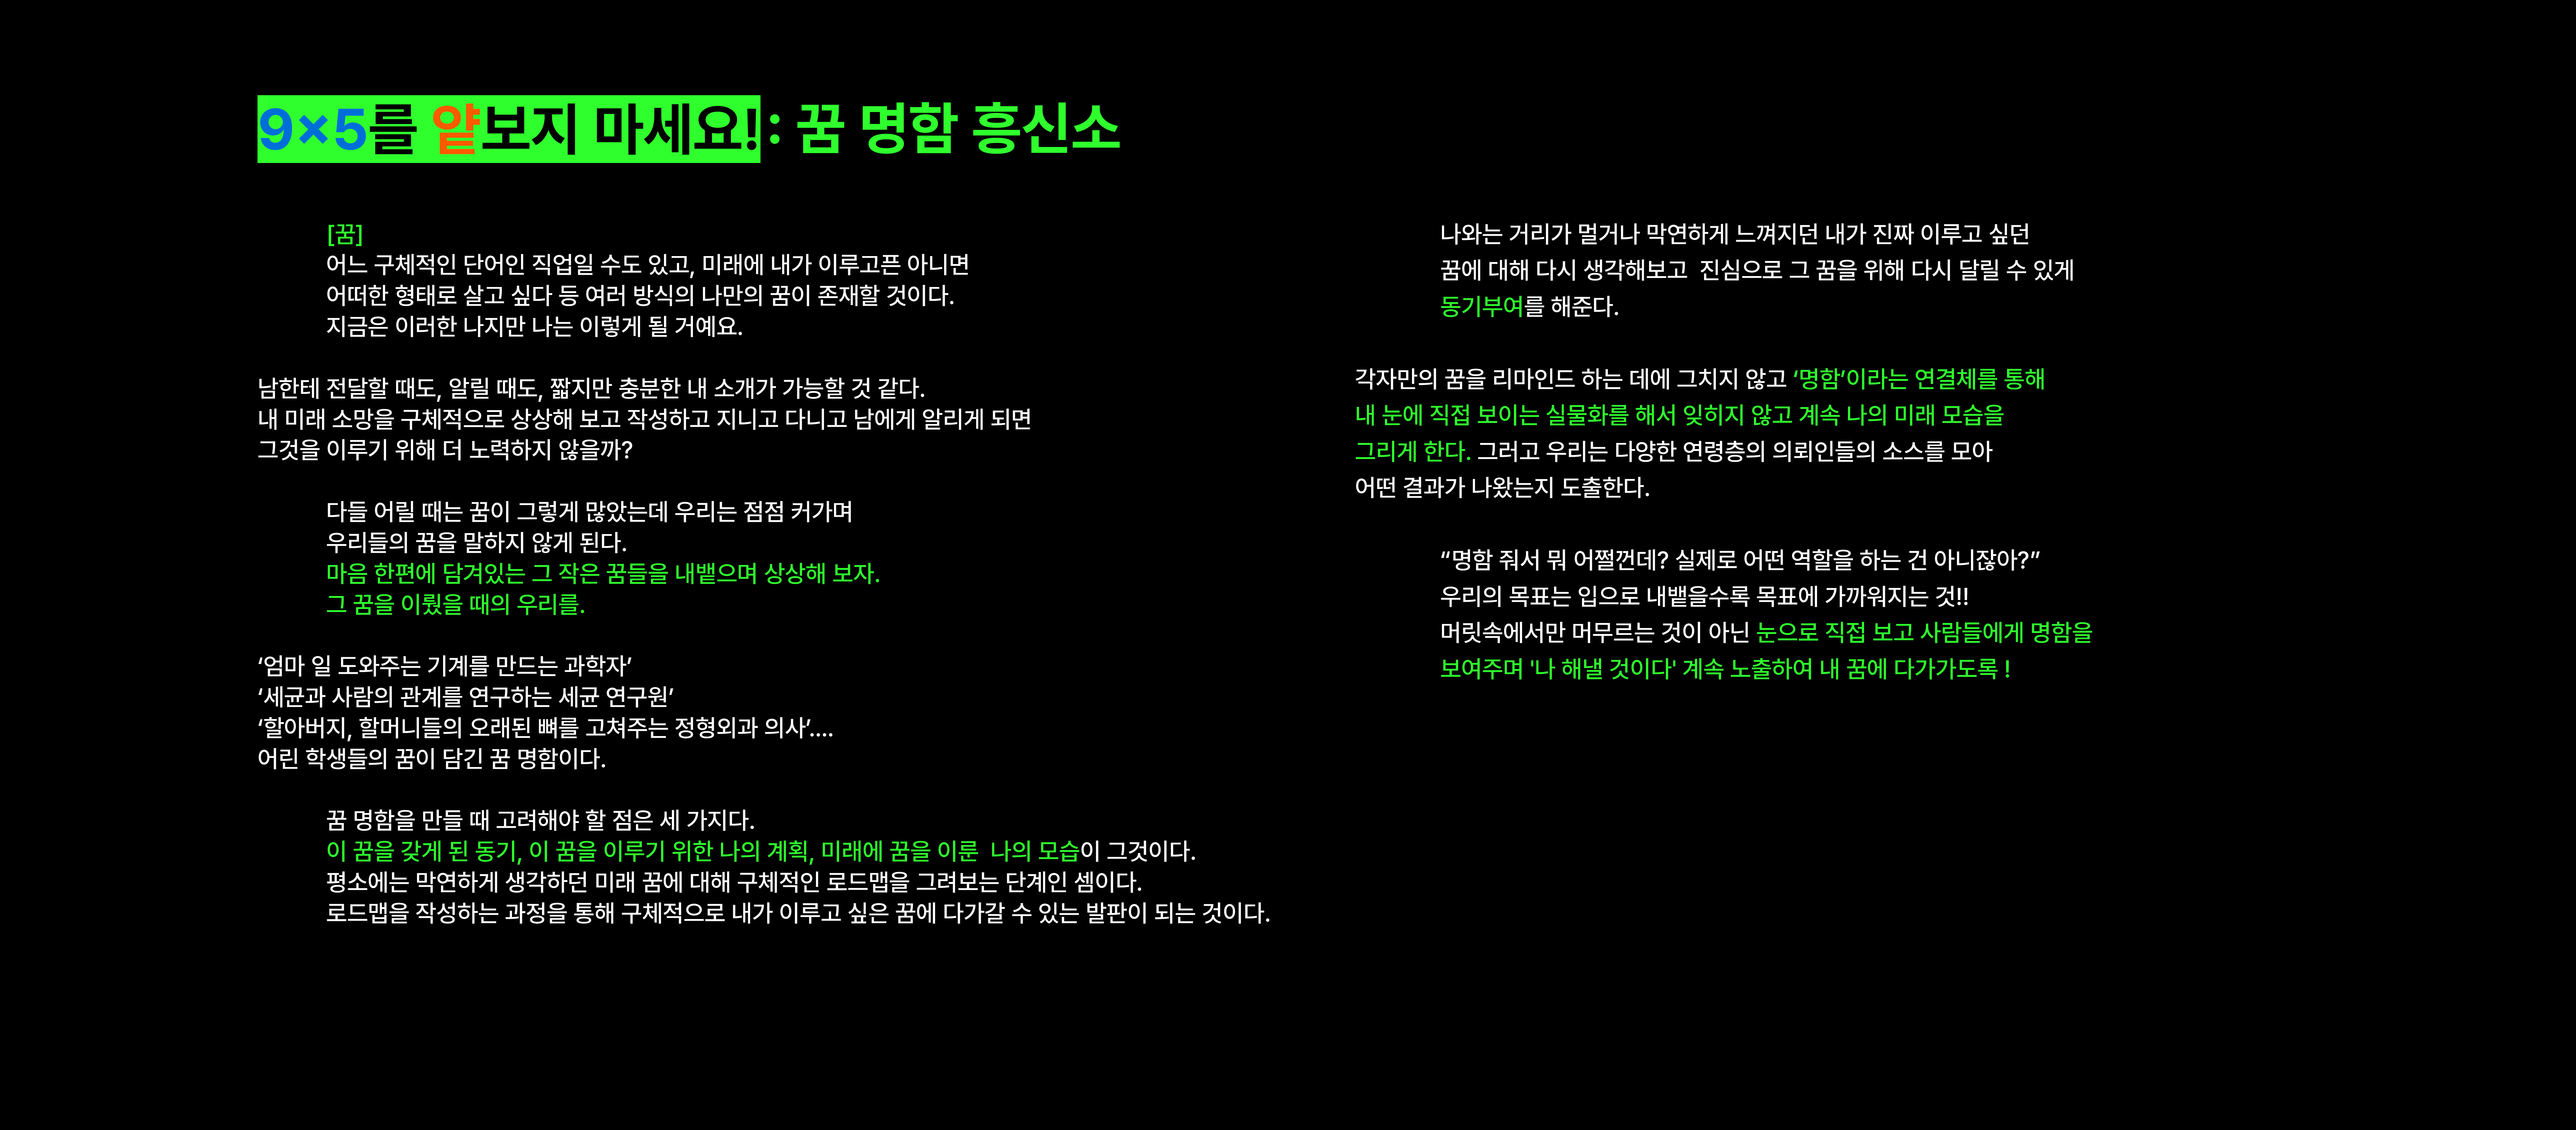 9×5를 얕보지 마세요!: 꿈 명함 흥신소
[꿈]
어느 구체적인 단어인 직업일 수도 있고, 미래에 내가 이루고픈 아니면
어떠한 형태로 살고 싶다 등 여러 방식의 나만의 꿈이 존재할 것이다.
지금은 이러한 나지만 나는 이렇게 될 거예요.
남한테 전달할 때도, 알릴 때도, 짧지만 충분한 내 소개가 가능할 것 같다.
내 미래 소망을 구체적으로 상상해 보고 작성하고 지니고 다니고 남에게 알리게 되면
그것을 이루기 위해 더 노력하지 않을까?
다들 어릴 때는 꿈이 그렇게 많았는데 우리는 점점 커가며
우리들의 꿈을 말하지 않게 된다.
마음 한편에 담겨있는 그 작은 꿈들을 내뱉으며 상상해 보자.
그 꿈을 이뤘을 때의 우리를.
‘엄마 일 도와주는 기계를 만드는 과학자’
‘세균과 사람의 관계를 연구하는 세균 연구원’
‘할아버지, 할머니들의 오래된 뼈를 고쳐주는 정형외과 의사’....
어린 학생들의 꿈이 담긴 꿈 명함이다.
꿈 명함을 만들 때 고려해야 할 점은 세 가지다.
이 꿈을 갖게 된 동기, 이 꿈을 이루기 위한 나의 계획, 미래에 꿈을 이룬  나의 모습이 그것이다.
평소에는 막연하게 생각하던 미래 꿈에 대해 구체적인 로드맵을 그려보는 단계인 셈이다.
로드맵을 작성하는 과정을 통해 구체적으로 내가 이루고 싶은 꿈에 다가갈 수 있는 발판이 되는 것이다.
나와는 거리가 멀거나 막연하게 느껴지던 내가 진짜 이루고 싶던
꿈에 대해 다시 생각해보고  진심으로 그 꿈을 위해 다시 달릴 수 있게
동기부여를 해준다.
각자만의 꿈을 리마인드 하는 데에 그치지 않고 ‘명함’이라는 연결체를 통해
내 눈에 직접 보이는 실물화를 해서 잊히지 않고 계속 나의 미래 모습을
그리게 한다. 그러고 우리는 다양한 연령층의 의뢰인들의 소스를 모아
어떤 결과가 나왔는지 도출한다.
“명함 줘서 뭐 어쩔껀데? 실제로 어떤 역할을 하는 건 아니잖아?”
우리의 목표는 입으로 내뱉을수록 목표에 가까워지는 것!!
머릿속에서만 머무르는 것이 아닌 눈으로 직접 보고 사람들에게 명함을
보여주며 '나 해낼 것이다' 계속 노출하여 내 꿈에 다가가도록 !